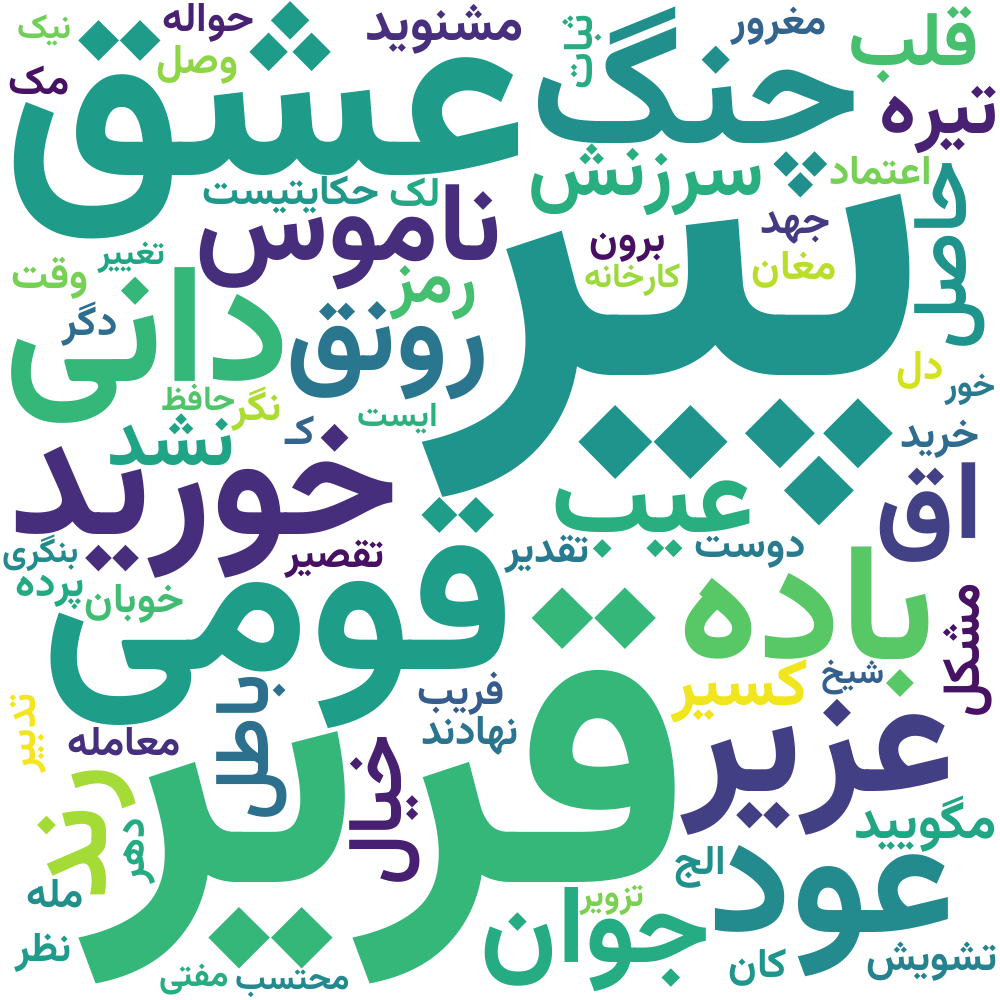 نیک
حواله
مشنوید
ثبات
مغرور
قلب
وصل
مک
عشق
چنگ
تیره
سرزنش
اعتماد
حکایتیست
لک
ناموس
پیر
جهد
حاصل
برون
مغان
تغییر
وقت
رمز
کارخانه
دانی
رونق
دگر
دل
خور
حافظ
نگر
ایست
نشد
کـ
خرید
خورید
عیب
اق
بنگری
تقصیر
تقدیر
دوست
پرده
خوبان
قومی
باده
مشکل
کسیر
شیخ
فریب
باطل
تدبیر
نهادند
معامله
عزیر
خیال
قریر
رند
مگویید
دهر
الج
عود
مله
تزویر
جوان
نظر
مفتی
محتسب
کان
تشویش